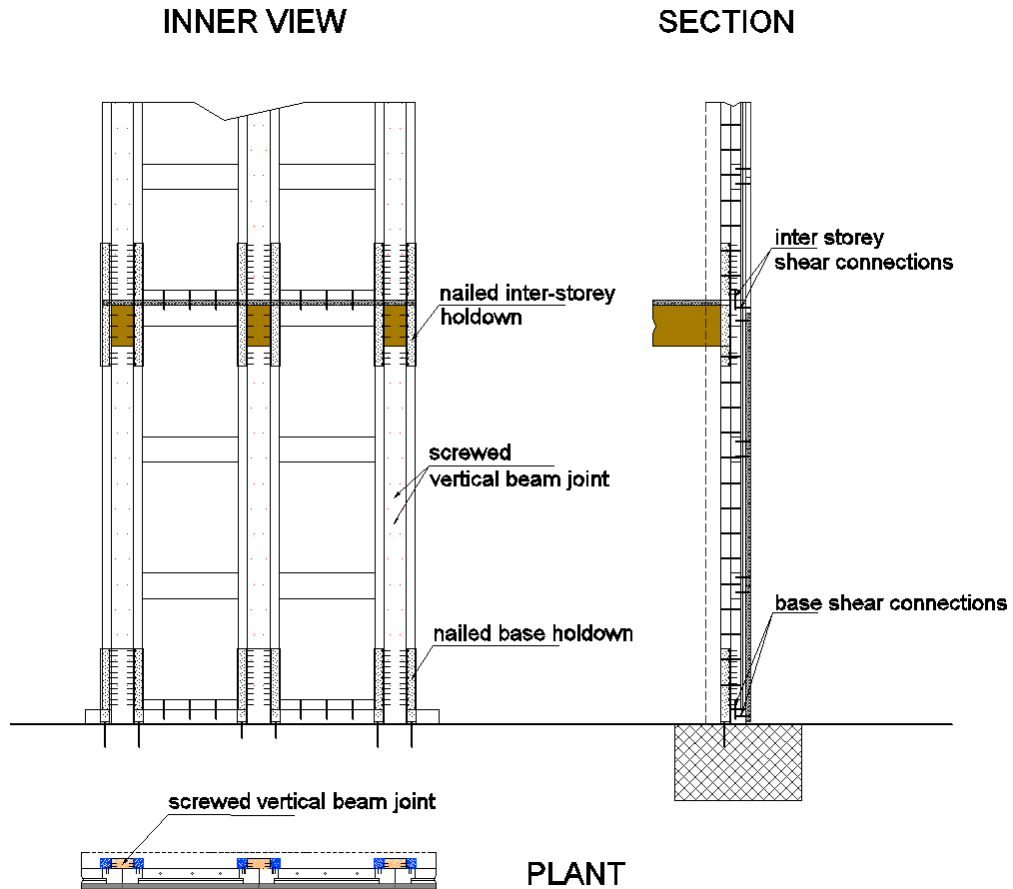 INNER VIEW
SECTION
inter storey
shear connections
nailed inter-storey
holdown
screwed
vertical beam joint
base shear connections
nailed base holdown
screwed vertical beam joint
PLANT